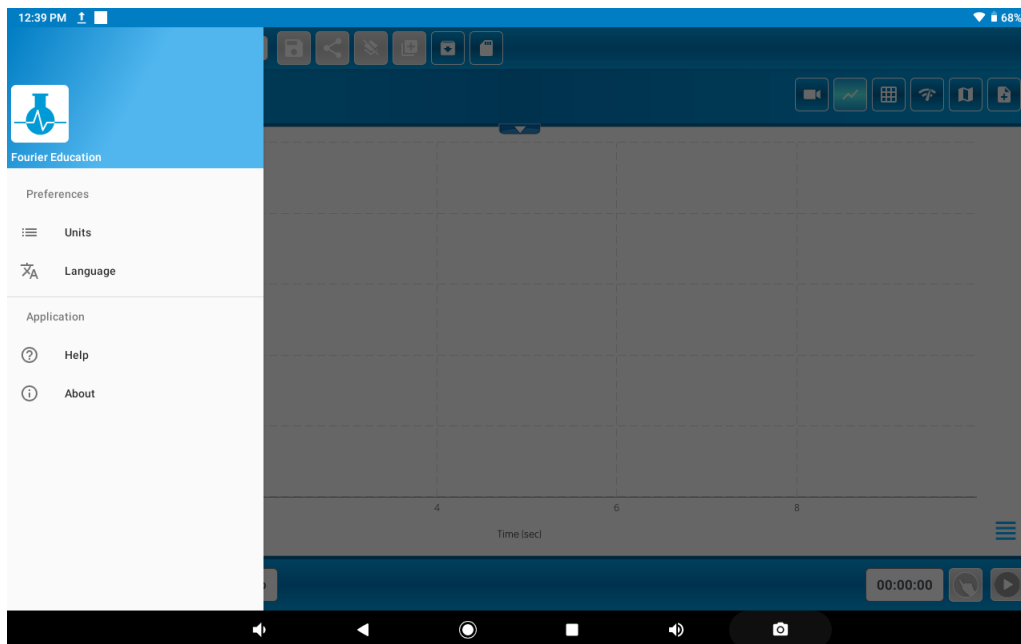 12:39 PM
68%
Fourier Education
Preferences
Units
Language
Application
Help
About
4 6 8
Time (sec)
00:00:00